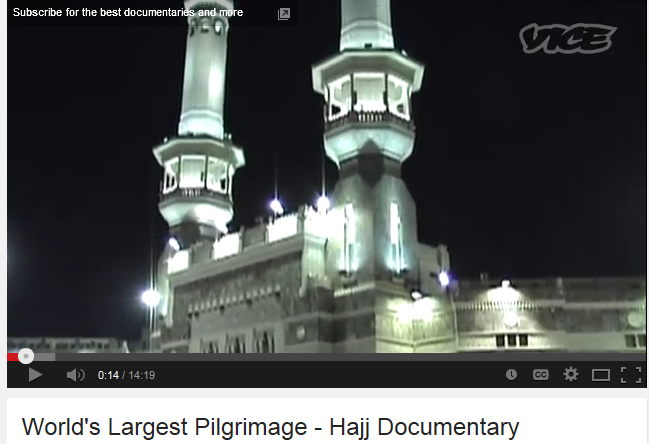 Subscribe for the best documentaries and more
VICE
0:14 / 14:19
CC
World's Largest Pilgrimage - Hajj Documentary